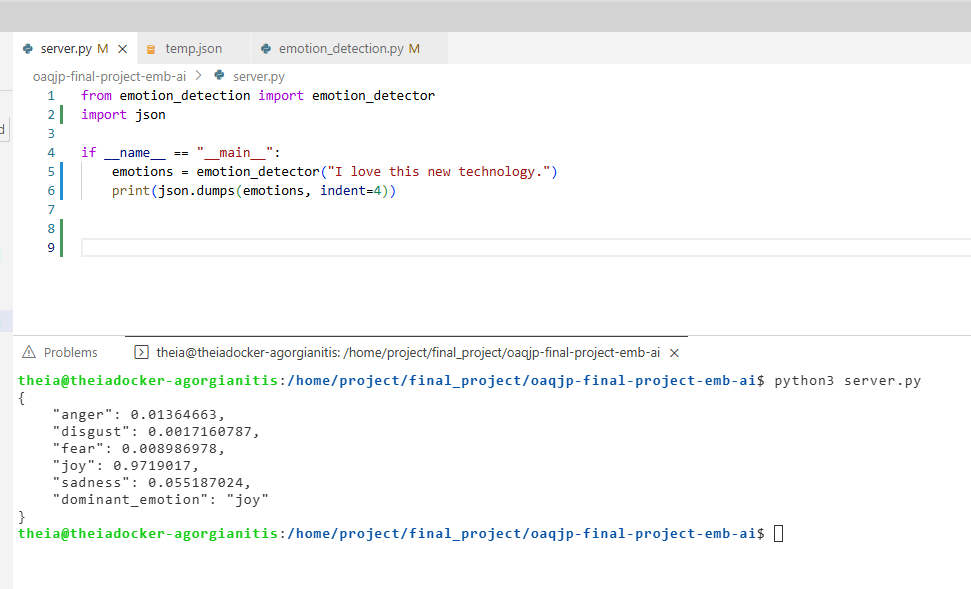 server.py M
temp.json
emotion_detection.py M
oaqjp-final-project-emb-ai > server.py
1 from emotion_detection import emotion_detector
2 import json
3
4 if __name__ == "__main__":
5     emotions = emotion_detector("I love this new technology.")
6     print(json.dumps(emotions, indent=4))
7
8
9
d
Problems
theia@theiadocker-agorgianitis: /home/project/final_project/oaqjp-final-project-emb-ai
theia@theiadocker-agorgianitis:/home/project/final_project/oaqjp-final-project-emb-ai$ python3 server.py
{
    "anger": 0.01364663,
    "disgust": 0.0017160787,
    "fear": 0.008986978,
    "joy": 0.9719017,
    "sadness": 0.055187024,
    "dominant_emotion": "joy"
}
theia@theiadocker-agorgianitis:/home/project/final_project/oaqjp-final-project-emb-ai$